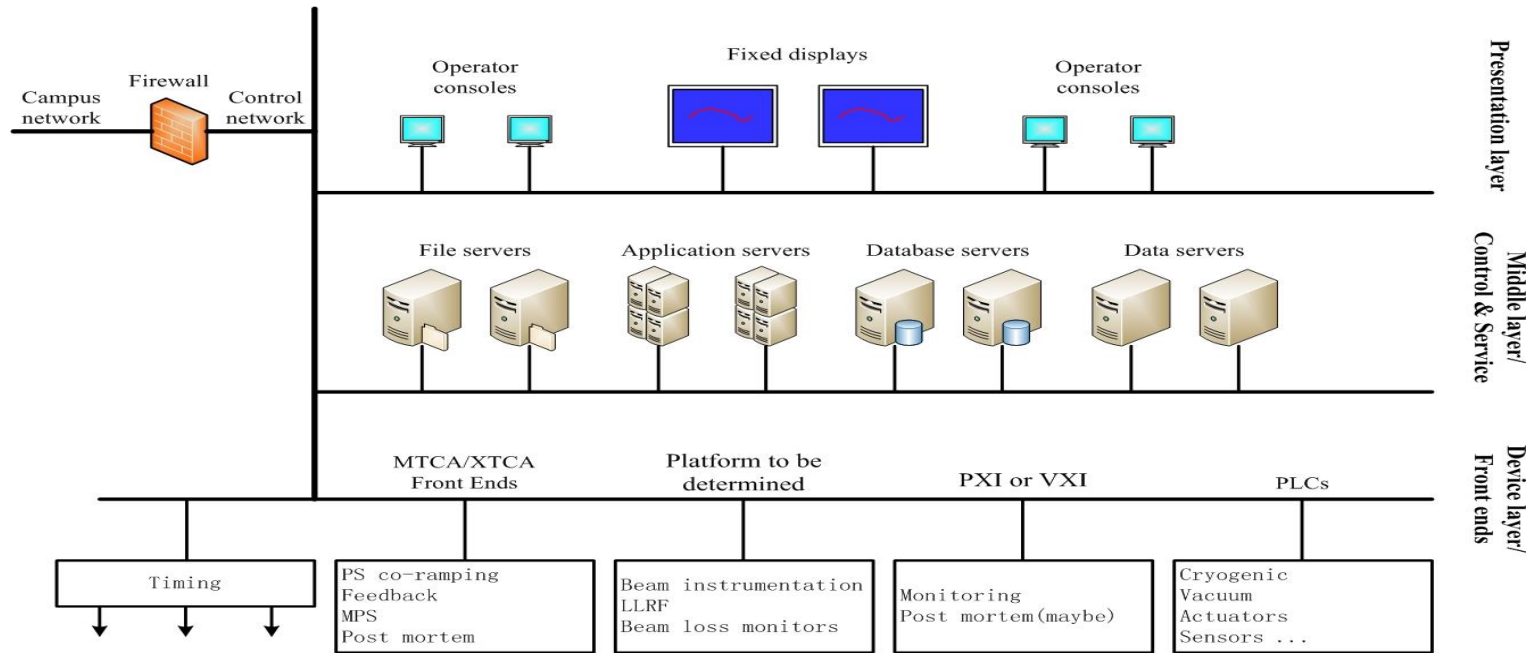 Campus
network
Firewall
Control
network
Operator
consoles
Fixed displays
Operator
consoles
Presentation layer
File servers
Application servers
Database servers
Data servers
Middle layer/
Control & Service
MTCA/XTCA
Front Ends
Platform to be
determined
PXI or VXI
PLCs
Device layer/
Front ends
Timing
PS co-ramping
Feedback
MPS
Post mortem
Beam instrumentation
LLRF
Beam loss monitors
Monitoring
Post mortem(maybe)
Cryogenic
Vacuum
Actuators
Sensors ...